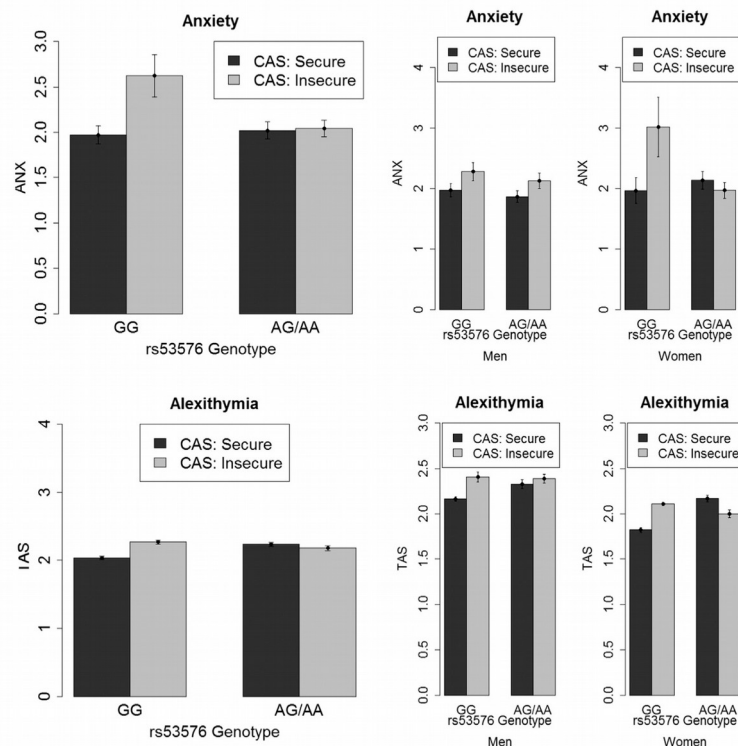 Anxiety
CAS: Secure
CAS: Insecure
ANX
3.0
2.5
2.0
1.5
1.0
0.5
0.0
GG
AG/AA
rs53576 Genotype
Anxiety
CAS: Secure
CAS: Insecure
ANX
4
3
2
1
0
GG
AG/AA
rs53576 Genotype
Men
Anxiety
CAS: Secure
CAS: Insecure
ANX
4
3
2
1
0
GG
AG/AA
rs53576 Genotype
Women
Alexithymia
CAS: Secure
CAS: Insecure
TAS
4
3
2
1
0
GG
AG/AA
rs53576 Genotype
Alexithymia
CAS: Secure
CAS: Insecure
TAS
3.0
2.5
2.0
1.5
1.0
0.5
0.0
GG
AG/AA
rs53576 Genotype
Men
Alexithymia
CAS: Secure
CAS: Insecure
TAS
3.0
2.5
2.0
1.5
1.0
0.5
0.0
GG
AG/AA
rs53576 Genotype
Women